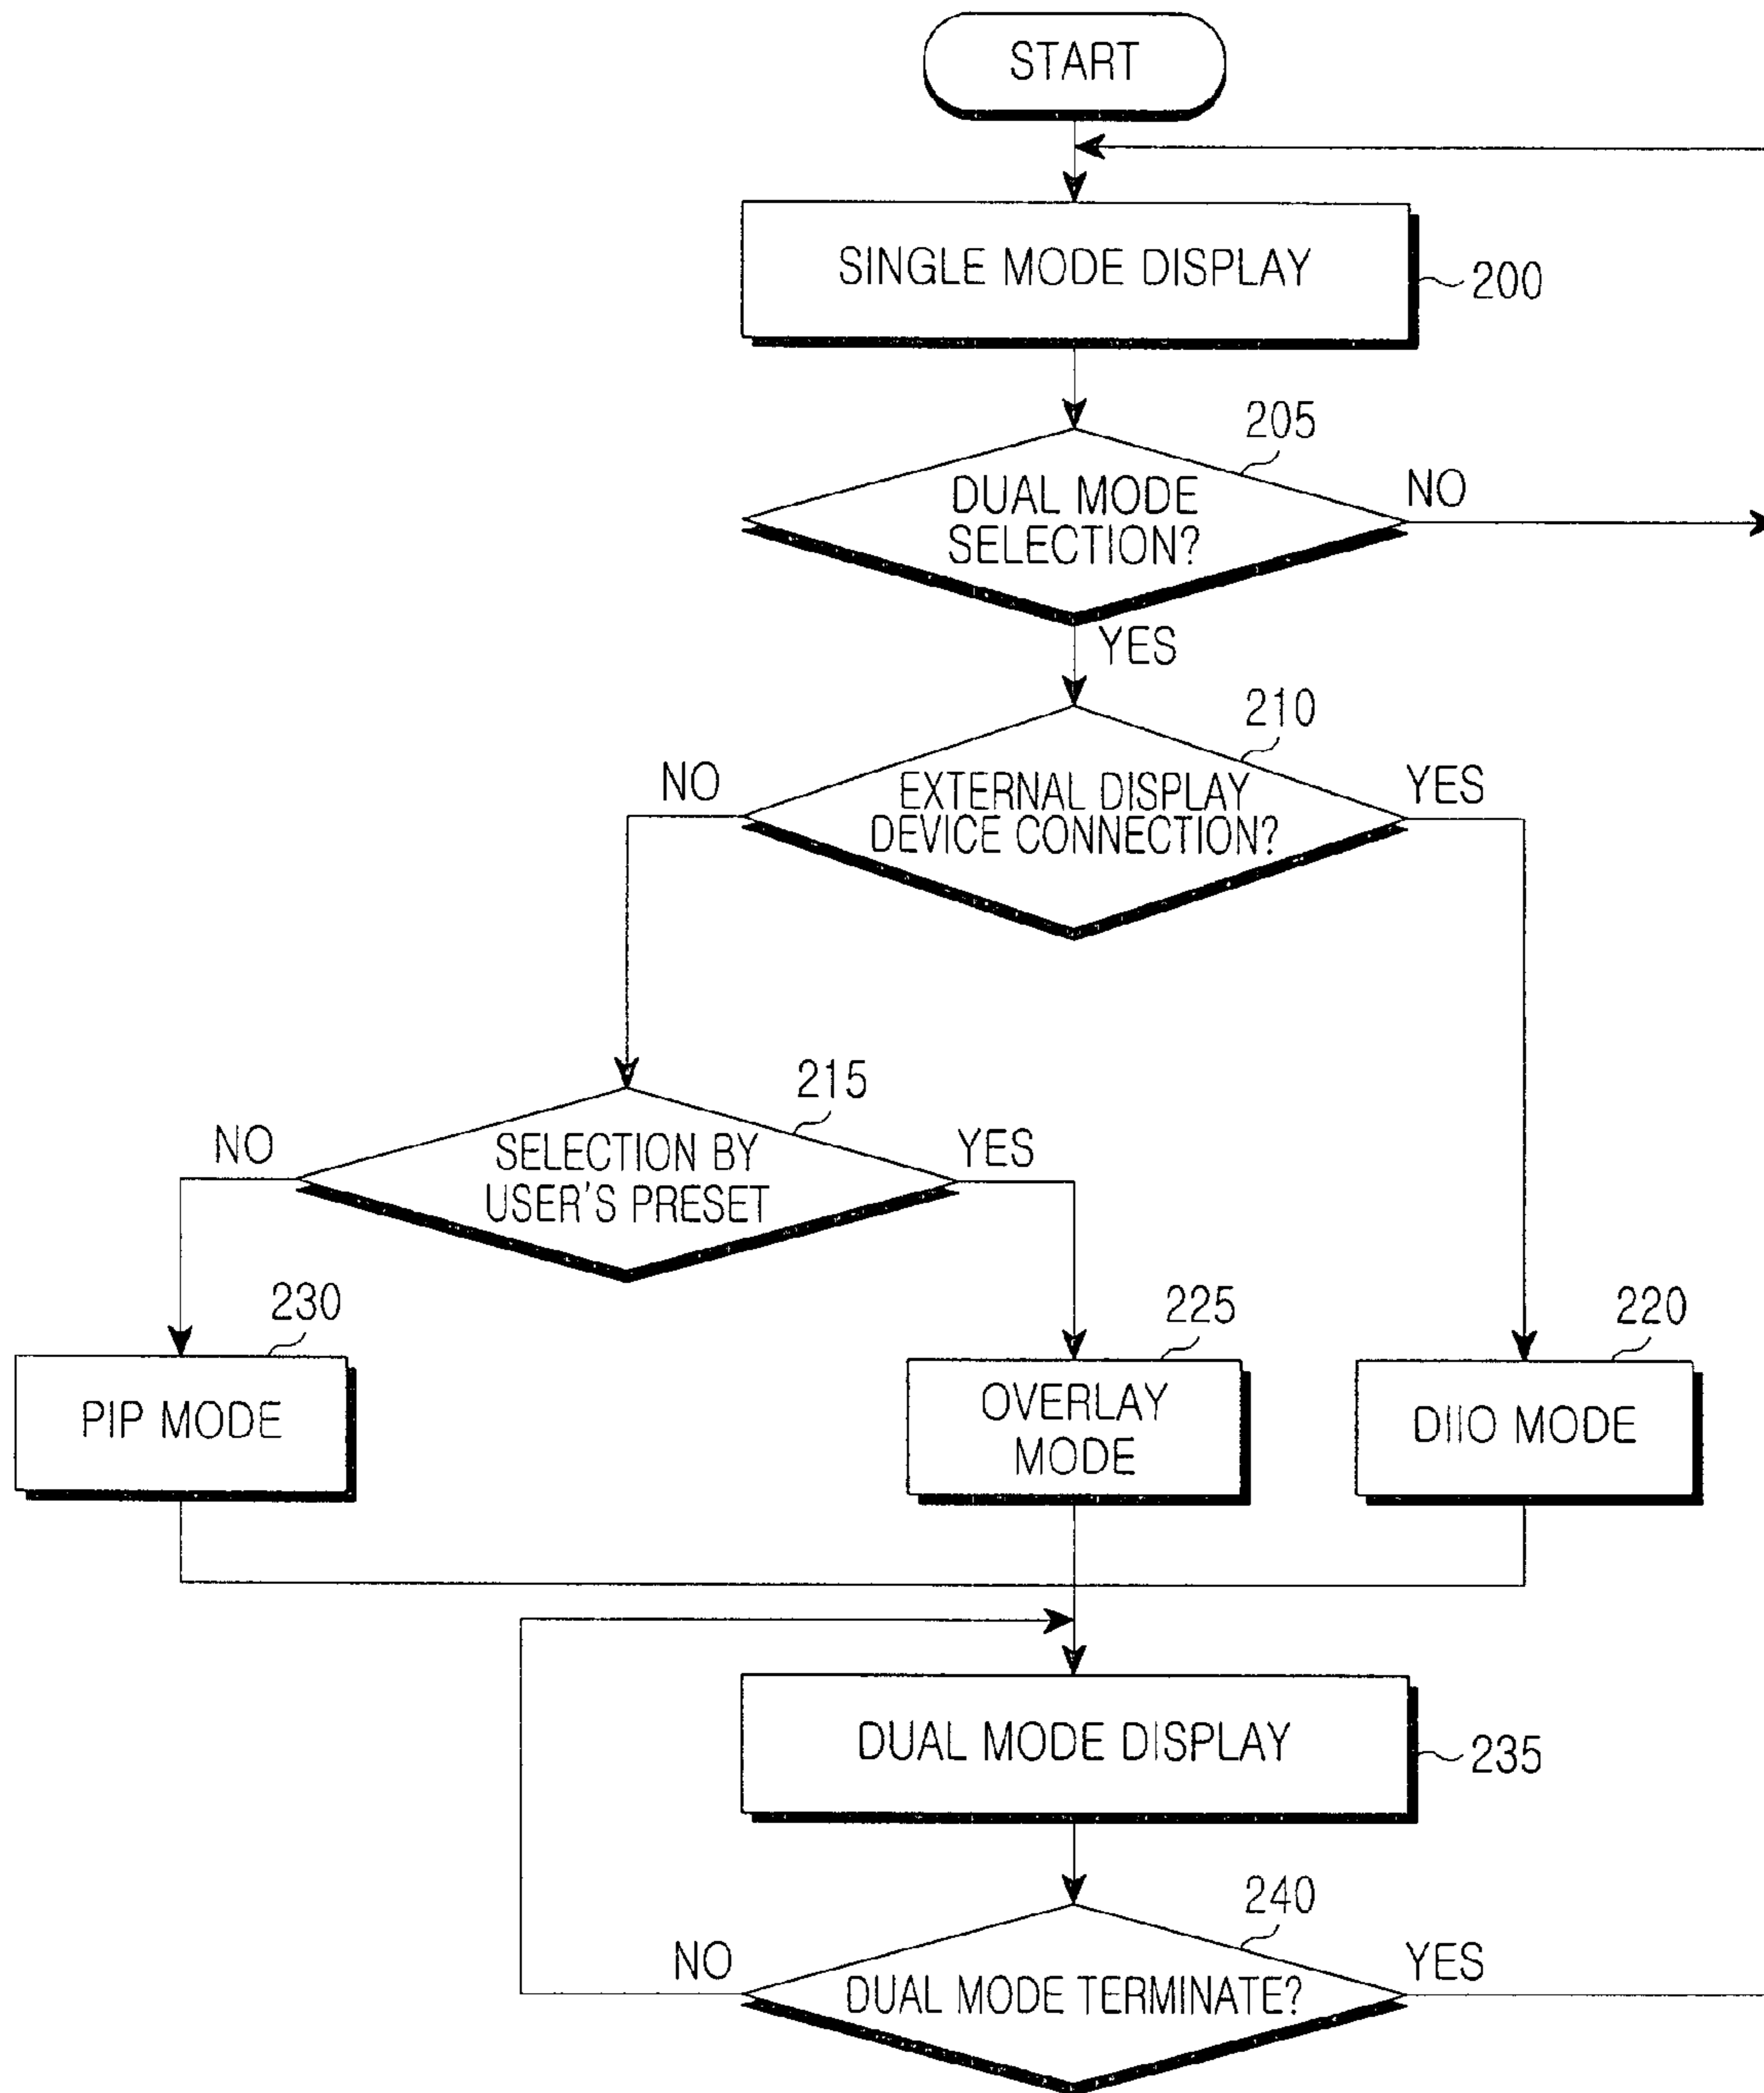 START
SINGLE MODE DISPLAY
200
205
DUAL MODE
SELECTION?
NO
YES
210
NO
EXTERNAL DISPLAY
DEVICE CONNECTION?
YES
215
NO
SELECTION BY
USER'S PRESET
YES
230
225
220
PIP MODE
OVERLAY
MODE
DIIO MODE
DUAL MODE DISPLAY
235
240
NO
DUAL MODE TERMINATE?
YES